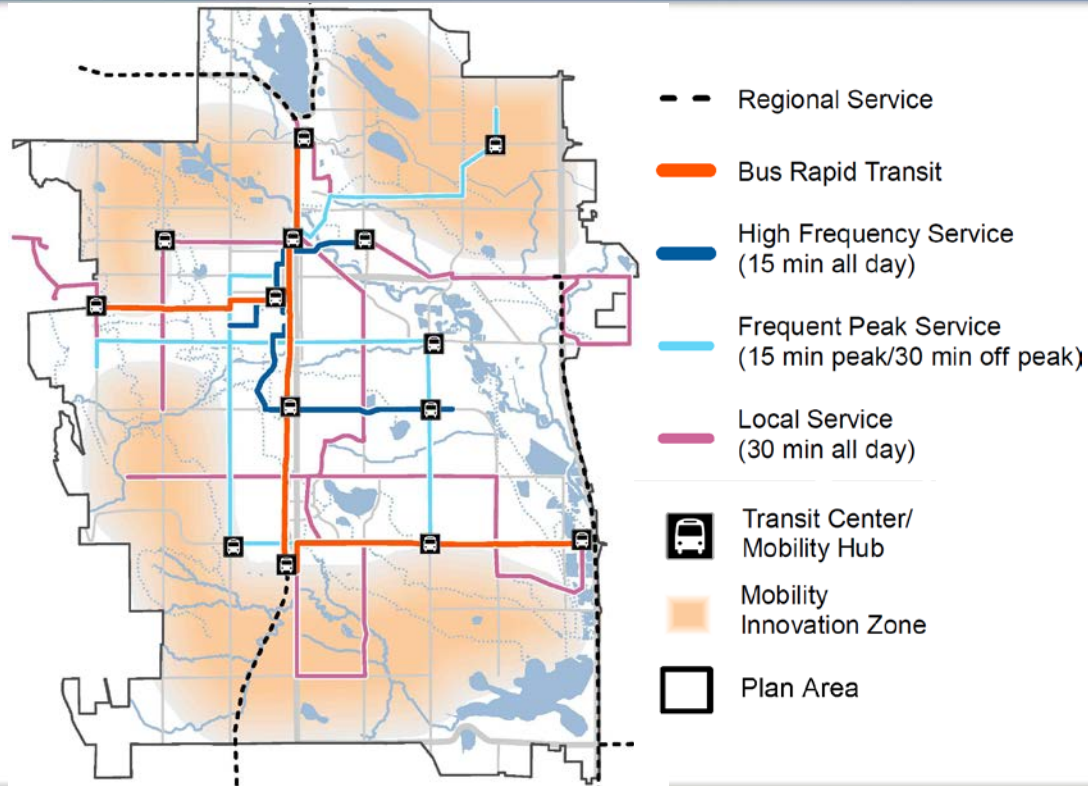 Regional Service
Bus Rapid Transit
High Frequency Service
(15 min all day)
Frequent Peak Service
(15 min peak/30 min off peak)
Local Service
(30 min all day)
Transit Center/
Mobility Hub
Mobility
Innovation Zone
Plan Area